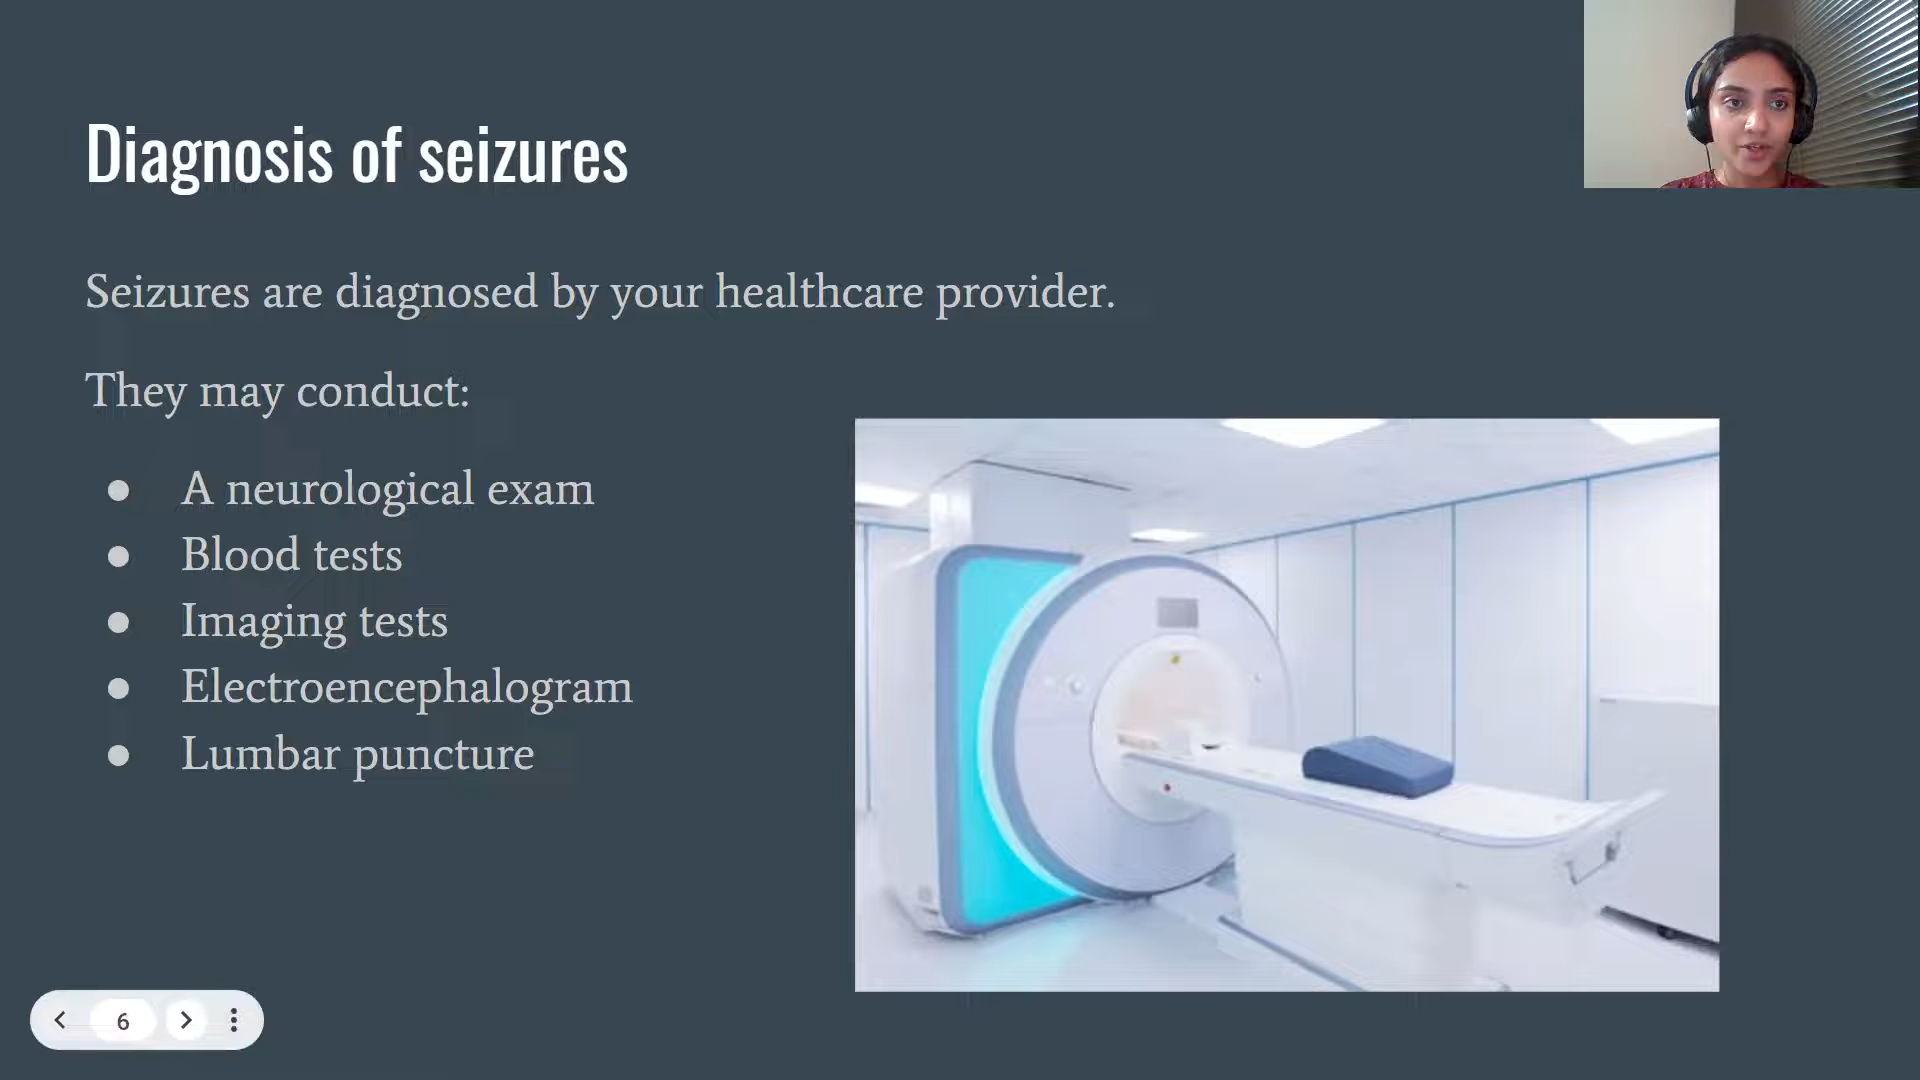 Diagnosis of seizures
Seizures are diagnosed by your healthcare provider.
They may conduct:
● A neurological exam
● Blood tests
● Imaging tests
● Electroencephalogram
● Lumbar puncture
6